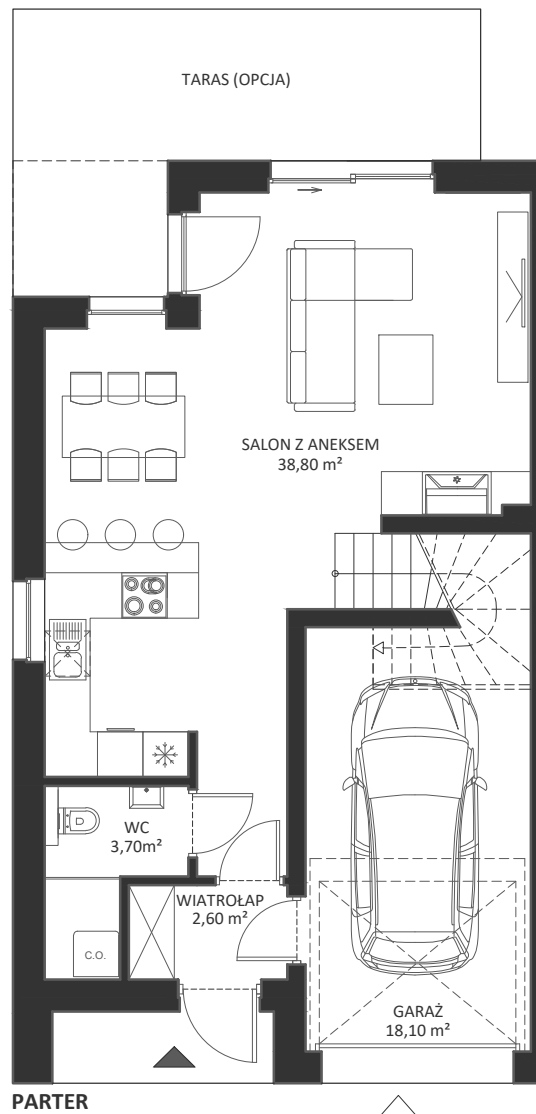 TARAS (OPCJA)
SALON Z ANEKSEM
38,80 m²
WC
3,70m²
WIATROŁAP
2,60 m²
C.O.
GARAŻ
18,10 m²
PARTER